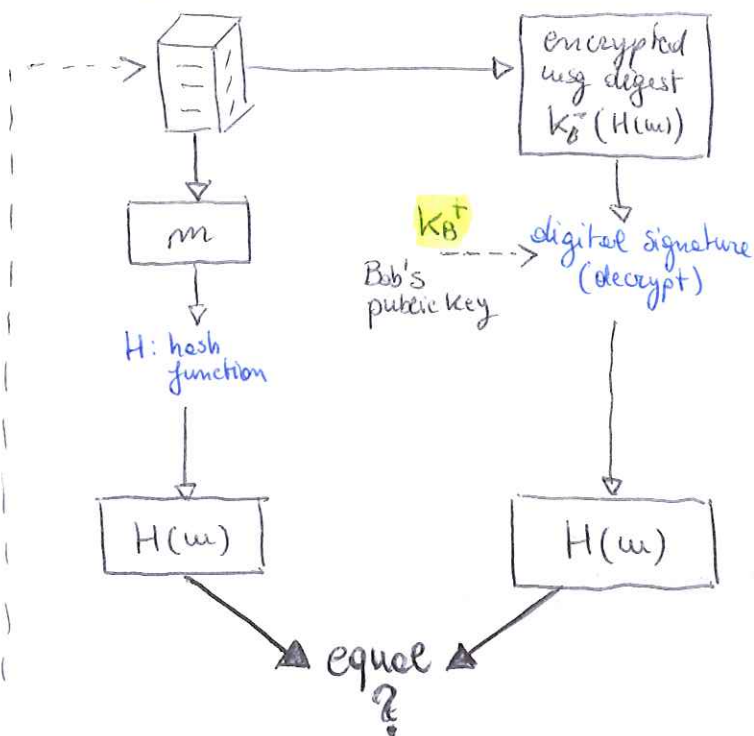 encrypted
msg digest
K_B^-(H(m))
m
K_B^+
Bob's
public key
digital signature
(decrypt)
H: hash
function
H(m)
H(m)
equal
?